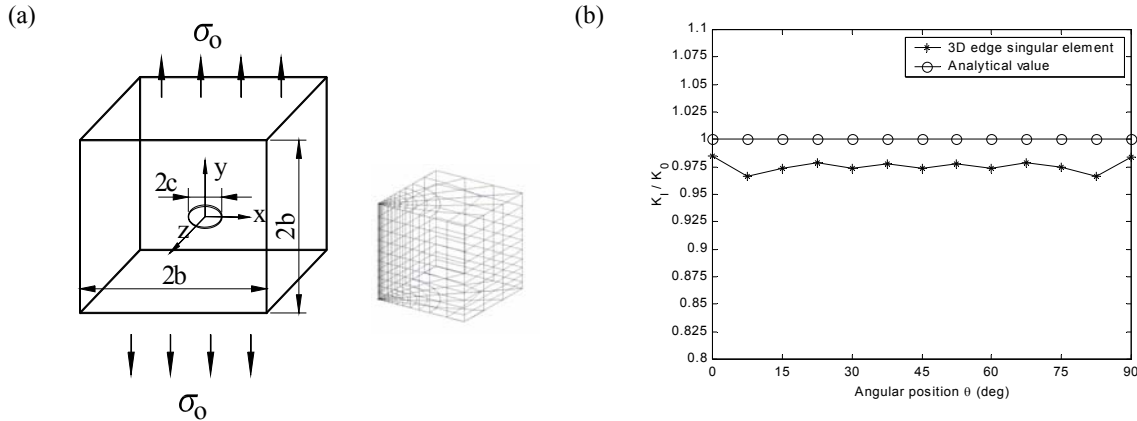 (a)
σo
y
2c
x
z
2b
2b
σo
(b)
1.1
1.075
1.05
1.025
1
0.975
0.95
0.925
0.9
0.875
0.85
0.825
0.8
KI / K0
3D edge singular element
Analytical value
0 15 30 45 60 75 90
Angular position θ (deg)